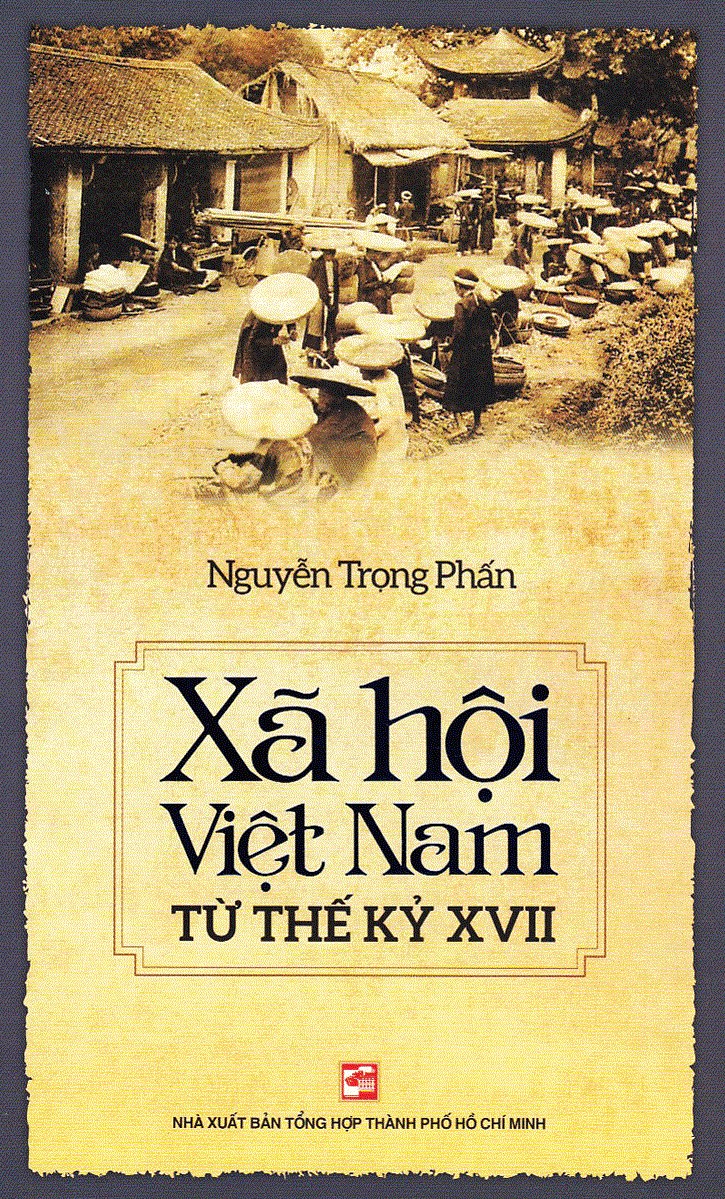 Nguyễn Trọng Phấn
Xã hội
Việt Nam
TỪ THẾ KỶ XVII
NHÀ XUẤT BẢN TỔNG HỢP THÀNH PHỐ HỒ CHÍ MINH